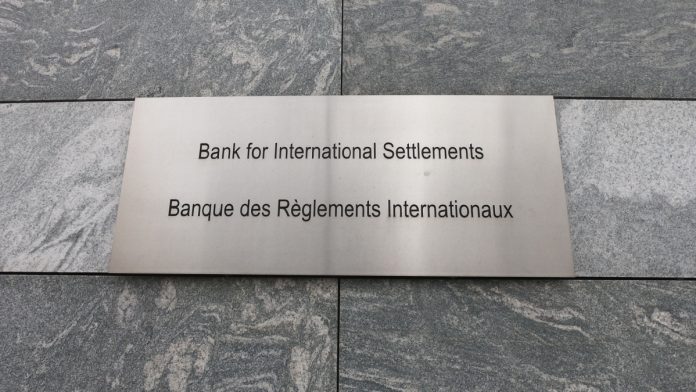 Bank for International Settlements
Banque des Règlements Internationaux